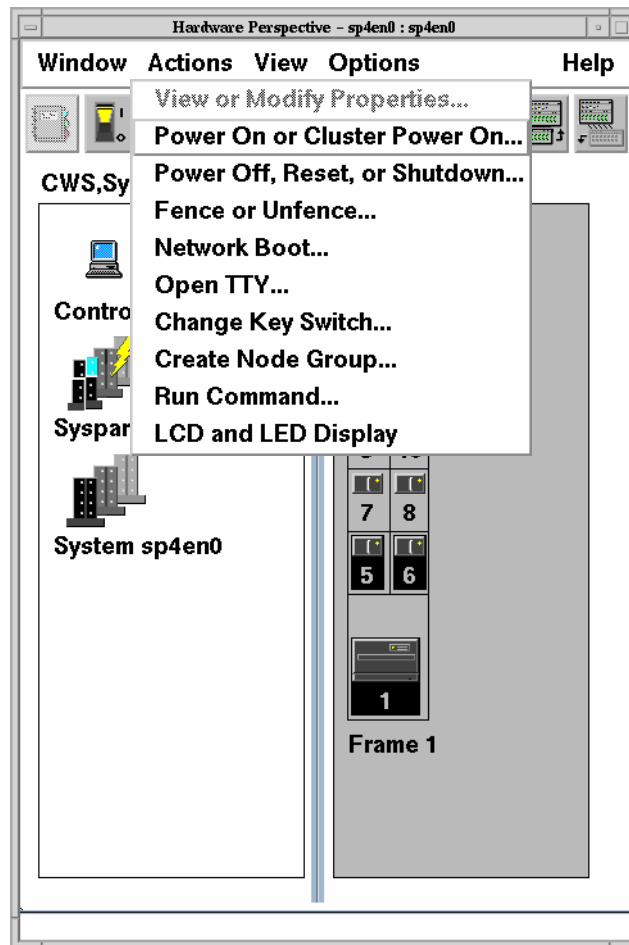 Hardware Perspective - sp4en0 : sp4en0
Window Actions View Options Help
View or Modify Properties...
Power On or Cluster Power On...
Power Off, Reset, or Shutdown...
Fence or Unfence...
Network Boot...
Open TTY...
Change Key Switch...
Create Node Group...
Run Command...
LCD and LED Display
CWS,Sy
Contro
Syspar
System sp4en0
7 8
5 6
1
Frame 1